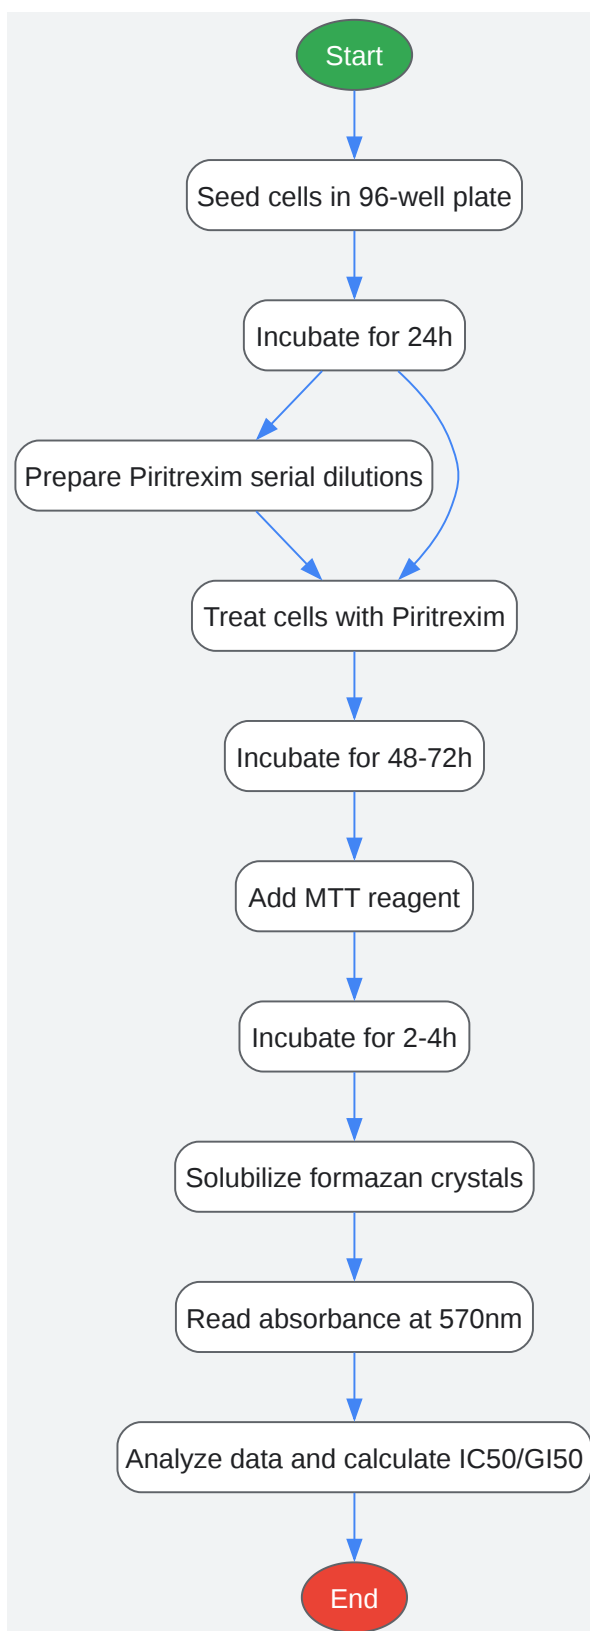 Start
Seed cells in 96-well plate
Incubate for 24h
Prepare Piritrexim serial dilutions
Treat cells with Piritrexim
Incubate for 48-72h
Add MTT reagent
Incubate for 2-4h
Solubilize formazan crystals
Read absorbance at 570nm
Analyze data and calculate IC50/GI50
End